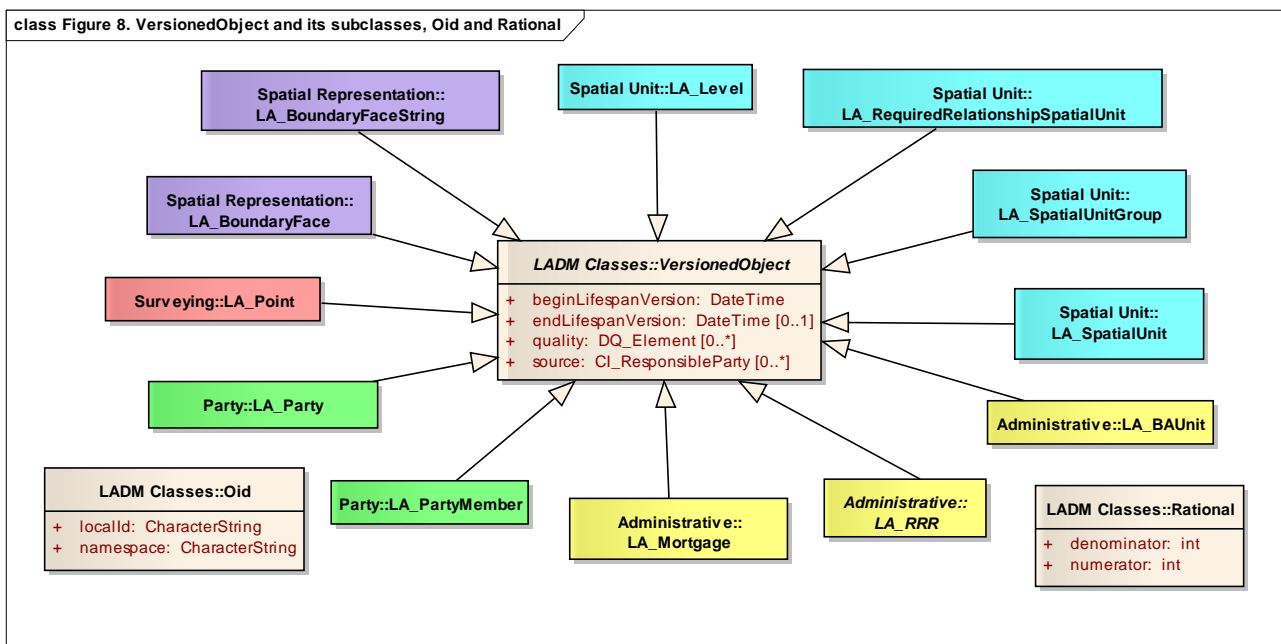 class Figure 8. VersionedObject and its subclasses, Oid and Rational
Spatial Representation::
LA_BoundaryFaceString
Spatial Unit::LA_Level
Spatial Unit::
LA_RequiredRelationshipSpatialUnit
Spatial Representation::
LA_BoundaryFace
Spatial Unit::
LA_SpatialUnitGroup
LADM Classes::VersionedObject
+ beginLifespanVersion: DateTime
+ endLifespanVersion: DateTime [0..1]
+ quality: DQ_Element [0..*]
+ source: CI_ResponsibleParty [0..*]
Surveying::LA_Point
Spatial Unit::
LA_SpatialUnit
Party::LA_Party
Administrative::LA_BAUnit
LADM Classes::Oid
+ localId: CharacterString
+ namespace: CharacterString
Party::LA_PartyMember
Administrative::
LA_Mortgage
Administrative::
LA_RRR
LADM Classes::Rational
+ denominator: int
+ numerator: int